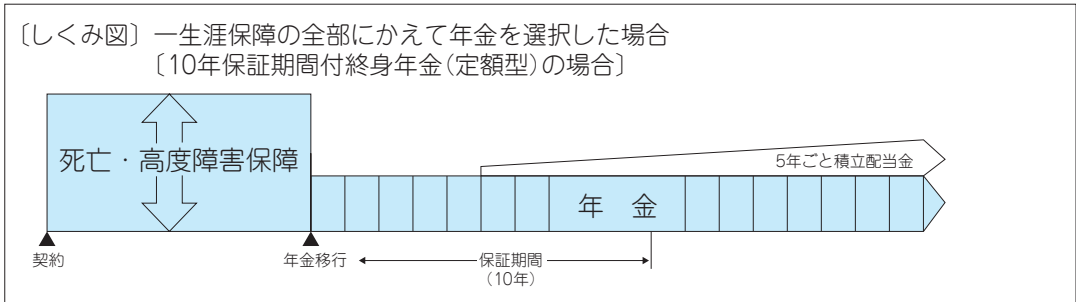 〔しくみ図〕一生涯保障の全部にかえて年金を選択した場合
〔10年保証期間付終身年金(定額型)の場合〕
死亡・高度障害保障
5年ごと積立配当金
年 金
契約
年金移行
保証期間
(10年)